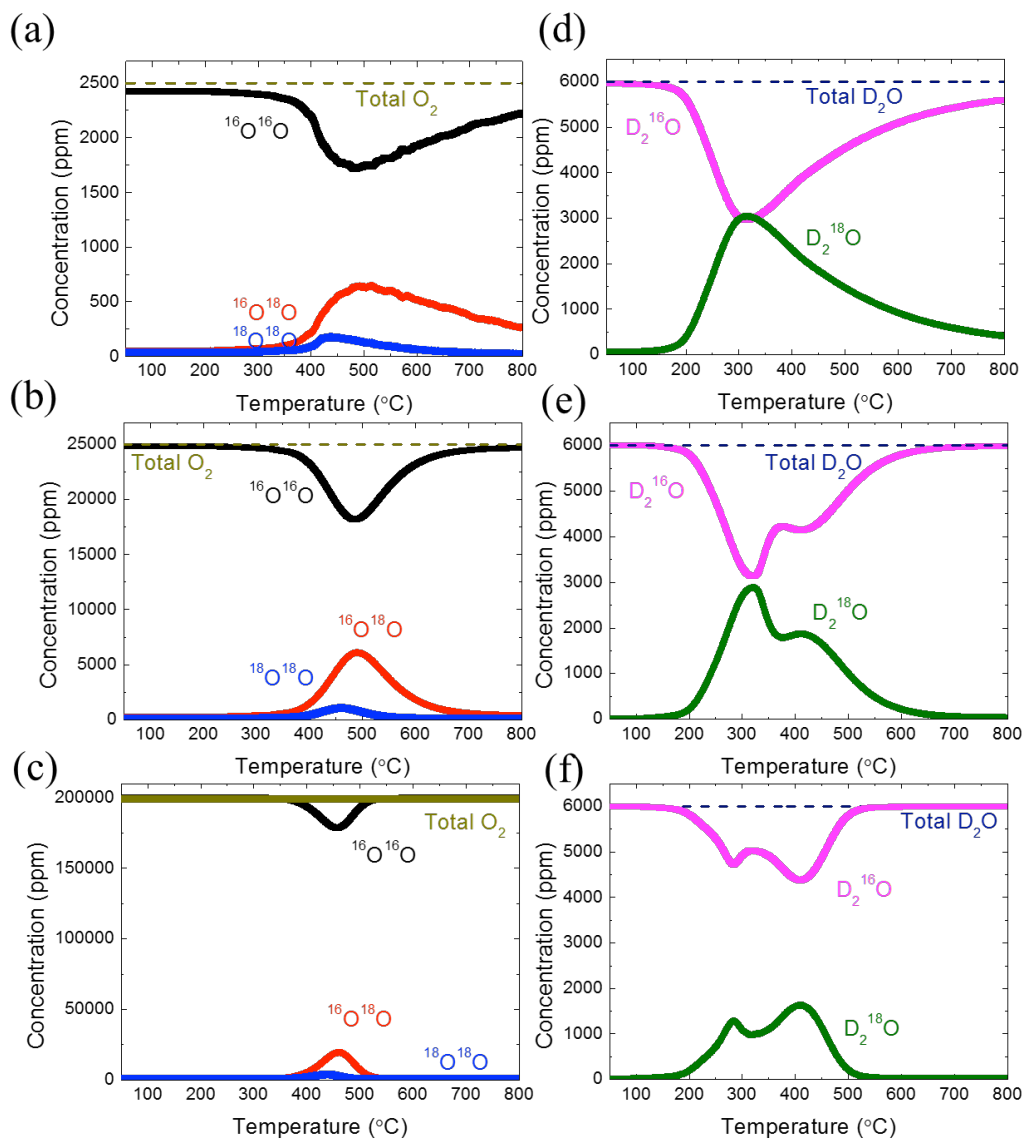 (a)
Concentration (ppm)
2500
2000
1500
1000
500
0
Total O₂
¹⁶O¹⁶O
¹⁶O¹⁸O
¹⁸O¹⁸O
100 200 300 400 500 600 700 800
Temperature (°C)
(d)
Concentration (ppm)
6000
5000
4000
3000
2000
1000
0
D₂¹⁶O
Total D₂O
D₂¹⁸O
100 200 300 400 500 600 700 800
Temperature (°C)
(b)
Concentration (ppm)
25000
20000
15000
10000
5000
0
Total O₂
¹⁶O¹⁶O
¹⁶O¹⁸O
¹⁸O¹⁸O
100 200 300 400 500 600 700 800
Temperature (°C)
(e)
Concentration (ppm)
6000
5000
4000
3000
2000
1000
0
Total D₂O
D₂¹⁶O
D₂¹⁸O
100 200 300 400 500 600 700 800
Temperature (°C)
(c)
Concentration (ppm)
200000
150000
100000
50000
0
Total O₂
¹⁶O¹⁶O
¹⁶O¹⁸O
¹⁸O¹⁸O
100 200 300 400 500 600 700 800
Temperature (°C)
(f)
Concentration (ppm)
6000
5000
4000
3000
2000
1000
0
Total D₂O
D₂¹⁶O
D₂¹⁸O
100 200 300 400 500 600 700 800
Temperature (°C)